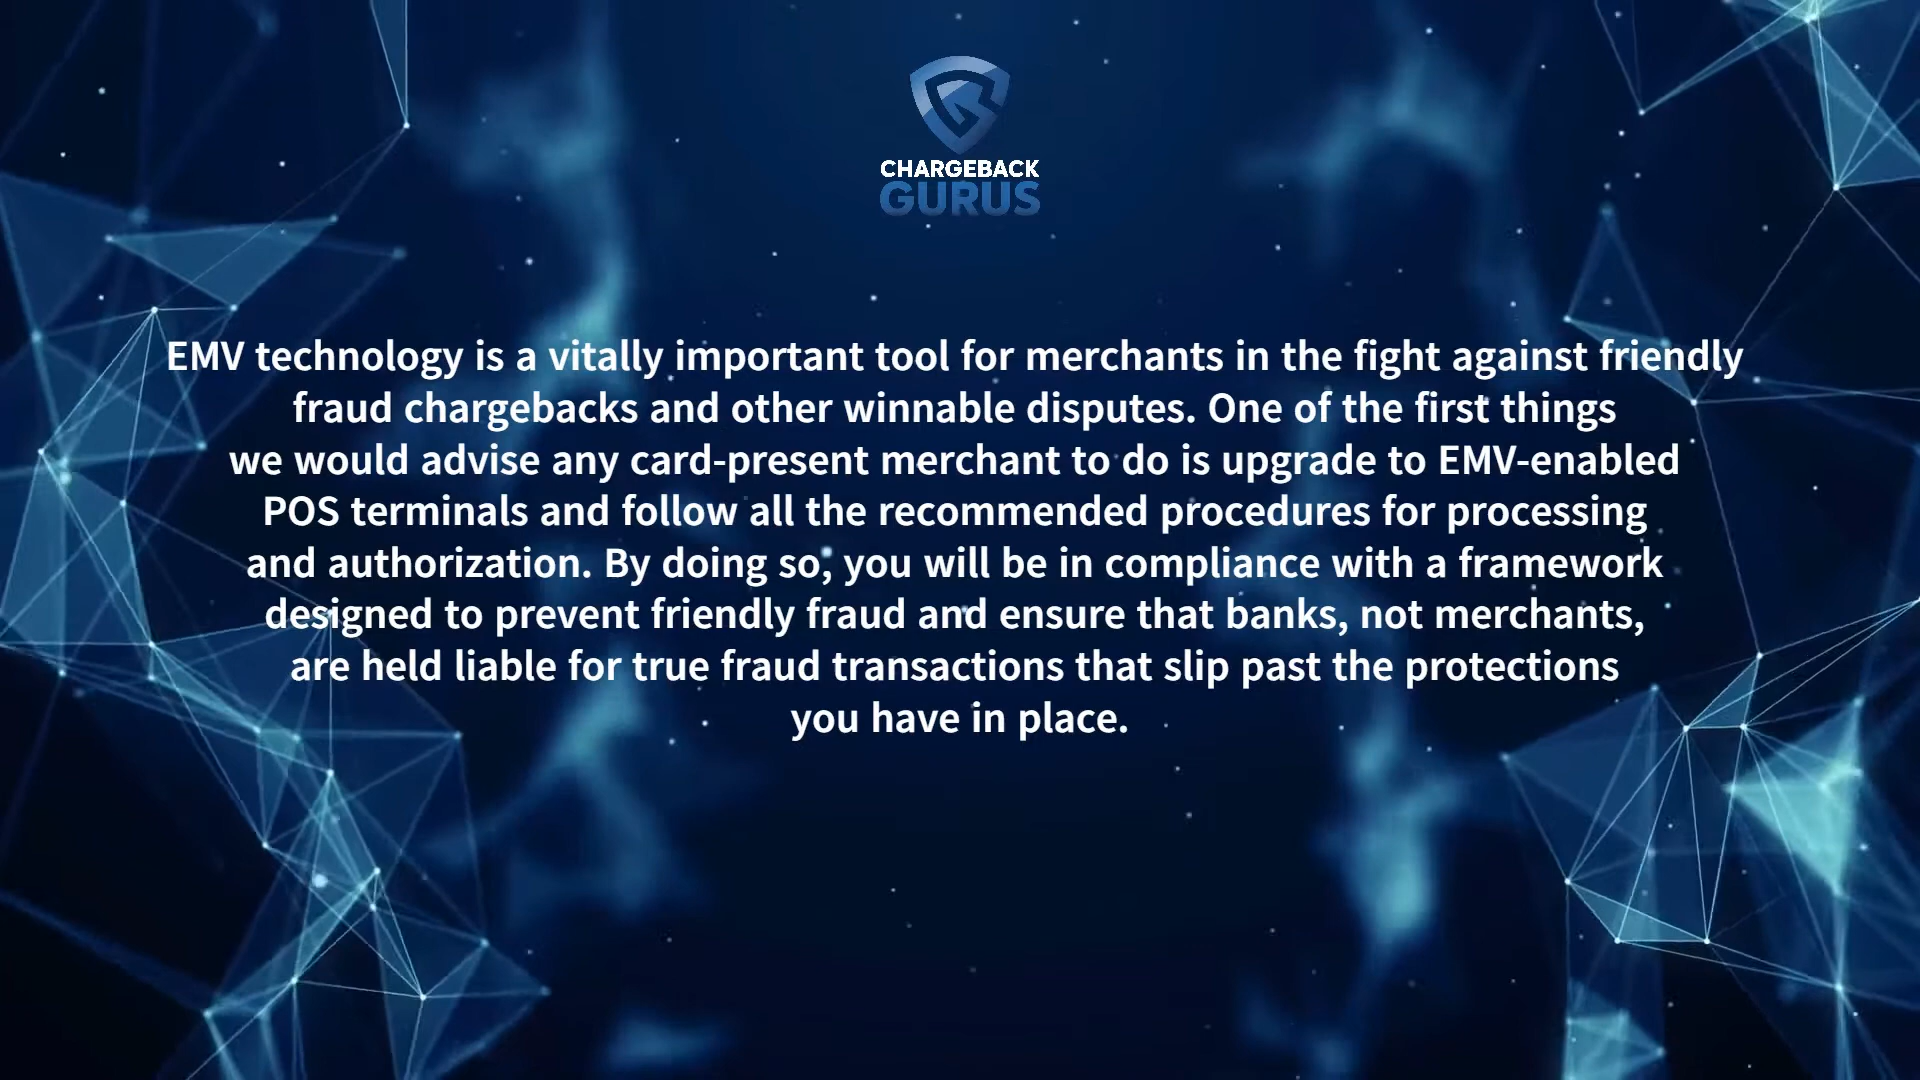 CHARGEBACK
GURUS
EMV technology is a vitally important tool for merchants in the fight against friendly
fraud chargebacks and other winnable disputes. One of the first things
we would advise any card-present merchant to do is upgrade to EMV-enabled
POS terminals and follow all the recommended procedures for processing
and authorization. By doing so, you will be in compliance with a framework
designed to prevent friendly fraud and ensure that banks, not merchants,
are held liable for true fraud transactions that slip past the protections
you have in place.